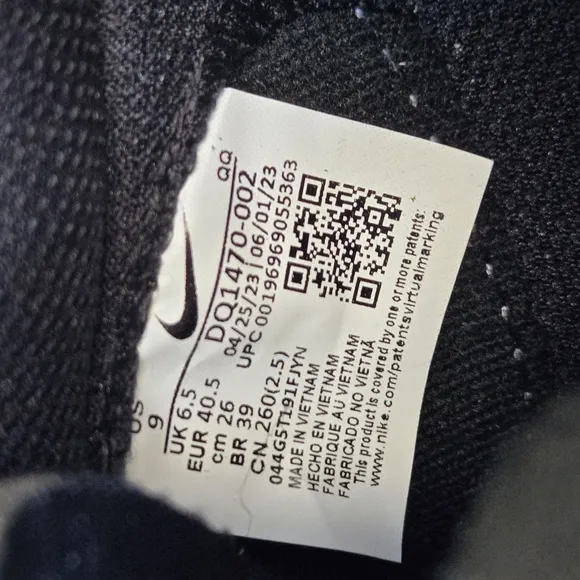 QQ
US
9
UK 6.5
EUR 40.5
cm 26
BR 39
CN 260(2.5)
DQ1470-002
04/25/23 | 06/01/23
UPC 00196969055363
044G5T191FJYN
MADE IN VIETNAM
HECHO EN VIETNAM
FABRIQUE AU VIETNAM
FABRICADO NO VIETNÃ
This product is covered by one or more patents:
www.nike.com/patentsvirtualmarking